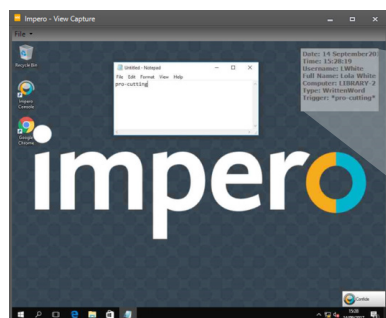 Impero - View Capture
File
Recycle Bin
Impero
Console
Google
Chrome
Untitled - Notepad
File Edit Format View Help
pro-cutting
Date: 14 September20
Time: 15:28:19
Username: LWhite
Full Name: Lola White
Computer: LIBRARY-2
Type: WrittenWord
Trigger: *pro-cutting*
impero
Confide